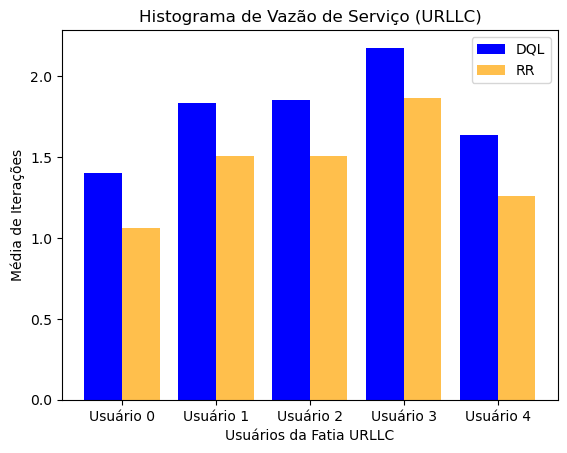 Histograma de Vazão de Serviço (URLLC)
DQL
RR
Média de Iterações
2.0
1.5
1.0
0.5
0.0
Usuário 0
Usuário 1
Usuário 2
Usuário 3
Usuário 4
Usuários da Fatia URLLC